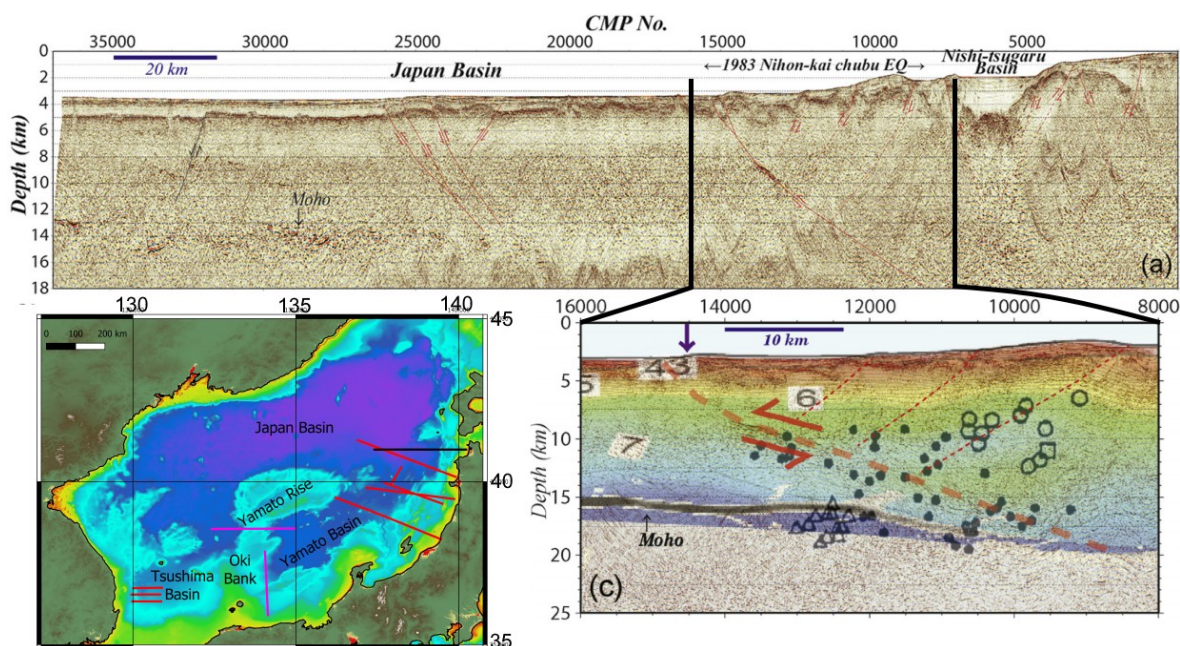 CMP No.
35000 30000 25000 20000 15000 10000 5000
20 km
Japan Basin
←1983 Nihon-kai chubu EQ→
Nishi-tsugaru
Basin
Depth (km)
0
2
4
6
8
10
12
14
16
18
Moho
(a)
130 135 140
0 100 200 km
45
40
35
Japan Basin
Yamato Rise
Yamato Basin
Oki
Bank
Tsushima
Basin
16000 14000 12000 10000 8000
10 km
Depth (km)
0
5
10
15
20
25
5 4 3
6
7
Moho
(c)